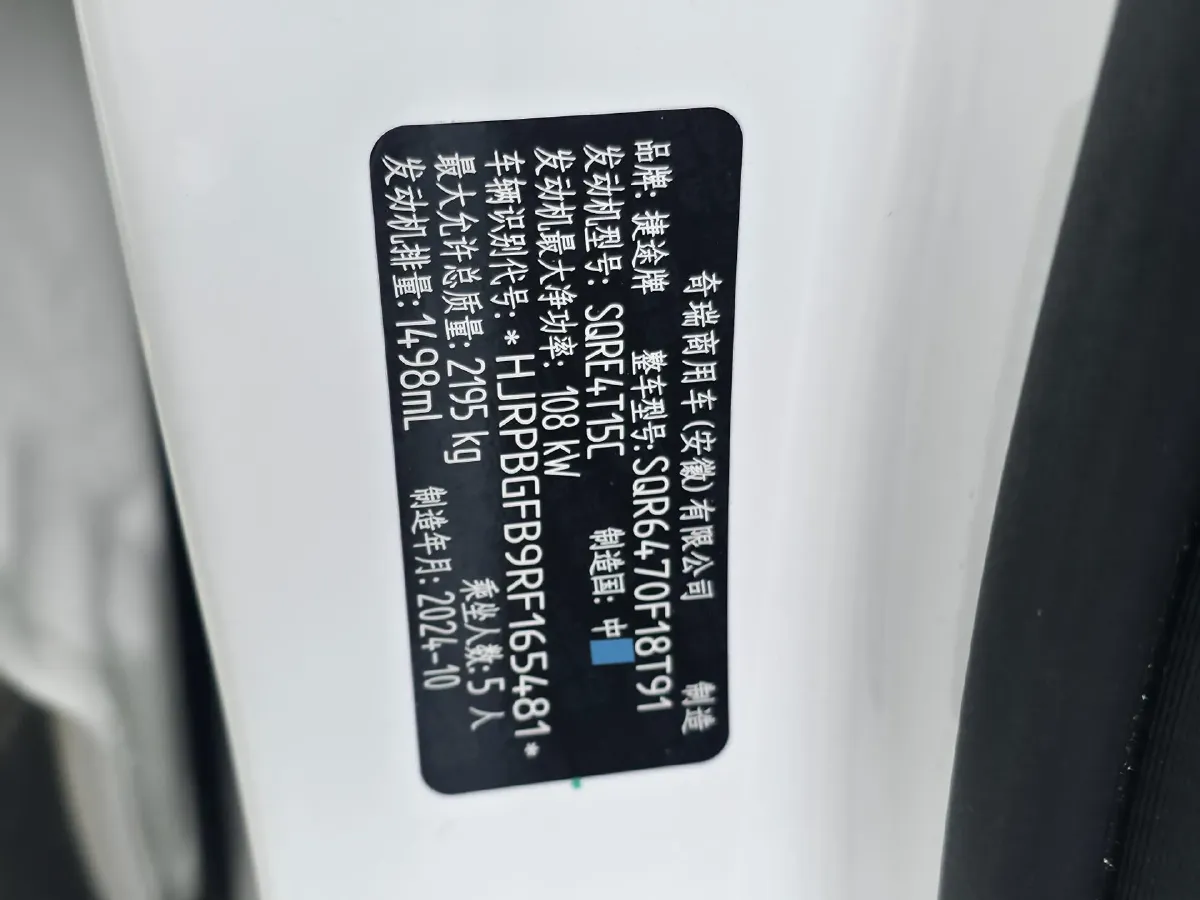 奇瑞商用车(安徽)有限公司 制造
品牌: 捷途牌 整车型号: SQR6470F18T91
发动机型号: SQRE4T15C 制造国: 中
发动机最大净功率: 108 kW
车辆识别代号: *HJRPBGFB9RF165481*
最大允许总质量: 2195 kg 乘坐人数: 5 人
发动机排量: 1498mL 制造年月: 2024-10